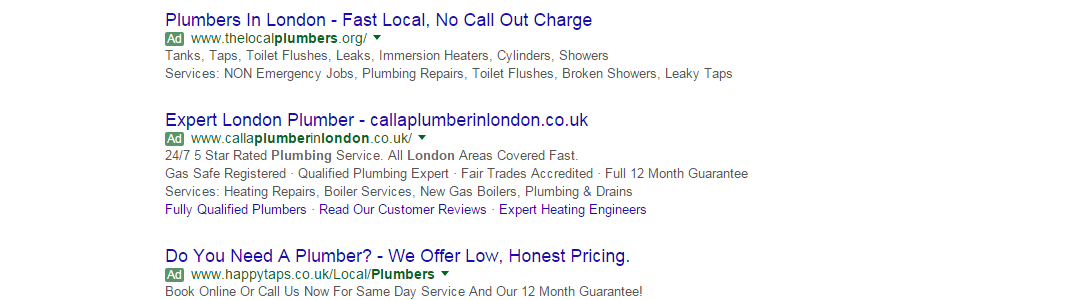 Plumbers In London - Fast Local, No Call Out Charge
Ad www.thelocalplumbers.org/
Tanks, Taps, Toilet Flushes, Leaks, Immersion Heaters, Cylinders, Showers
Services: NON Emergency Jobs, Plumbing Repairs, Toilet Flushes, Broken Showers, Leaky Taps
Expert London Plumber - callaplumberinlondon.co.uk
Ad www.callaplumberinlondon.co.uk/
24/7 5 Star Rated Plumbing Service. All London Areas Covered Fast.
Gas Safe Registered · Qualified Plumbing Expert · Fair Trades Accredited · Full 12 Month Guarantee
Services: Heating Repairs, Boiler Services, New Gas Boilers, Plumbing & Drains
Fully Qualified Plumbers · Read Our Customer Reviews · Expert Heating Engineers
Do You Need A Plumber? - We Offer Low, Honest Pricing.
Ad www.happytaps.co.uk/Local/Plumbers
Book Online Or Call Us Now For Same Day Service And Our 12 Month Guarantee!